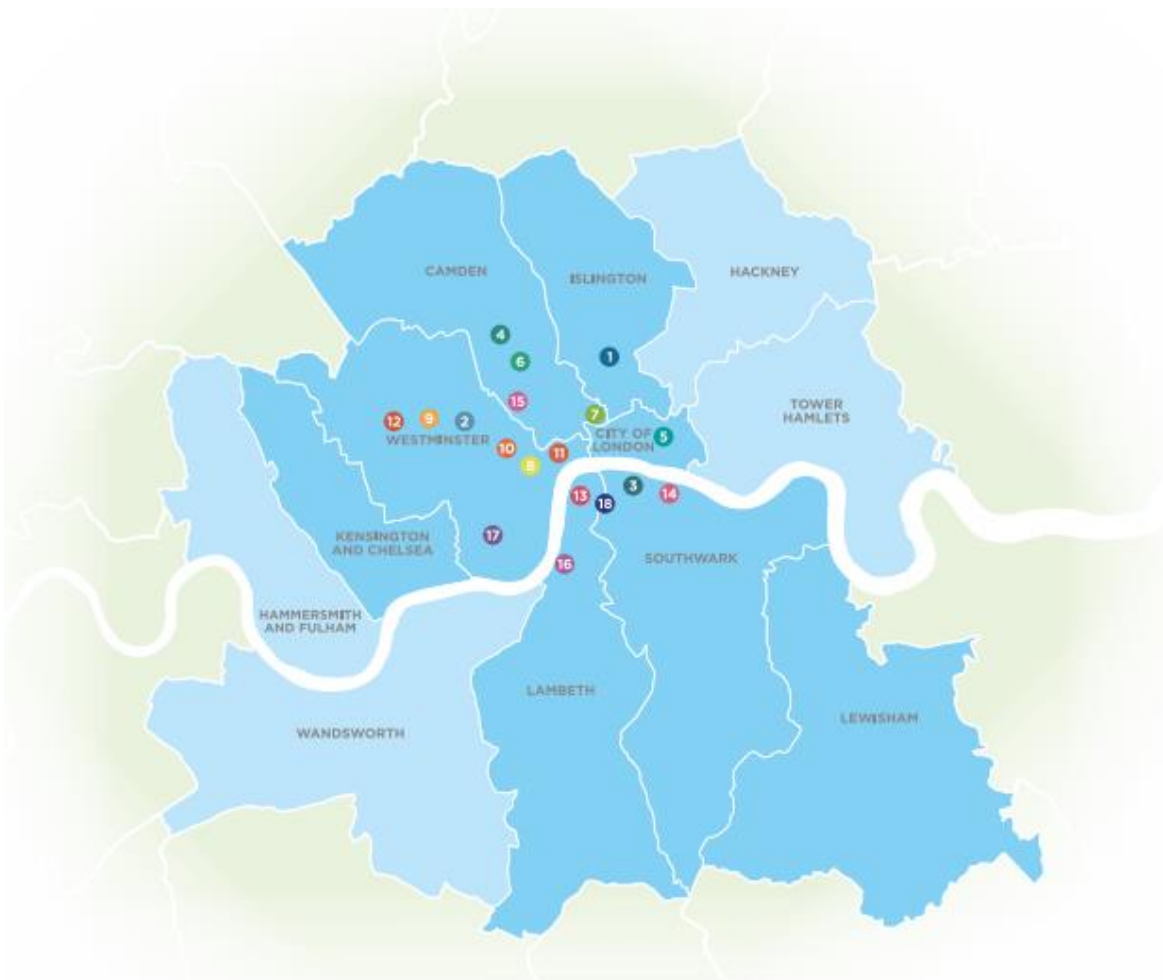 CAMDEN
ISLINGTON
HACKNEY
4
1
6
15
TOWER
HAMLETS
7
12
9
2
WESTMINSTER
CITY OF
LONDON
5
10
11
8
3
13
14
18
17
KENSINGTON
AND CHELSEA
16
SOUTHWARK
HAMMERSMITH
AND FULHAM
LAMBETH
LEWISHAM
WANDSWORTH